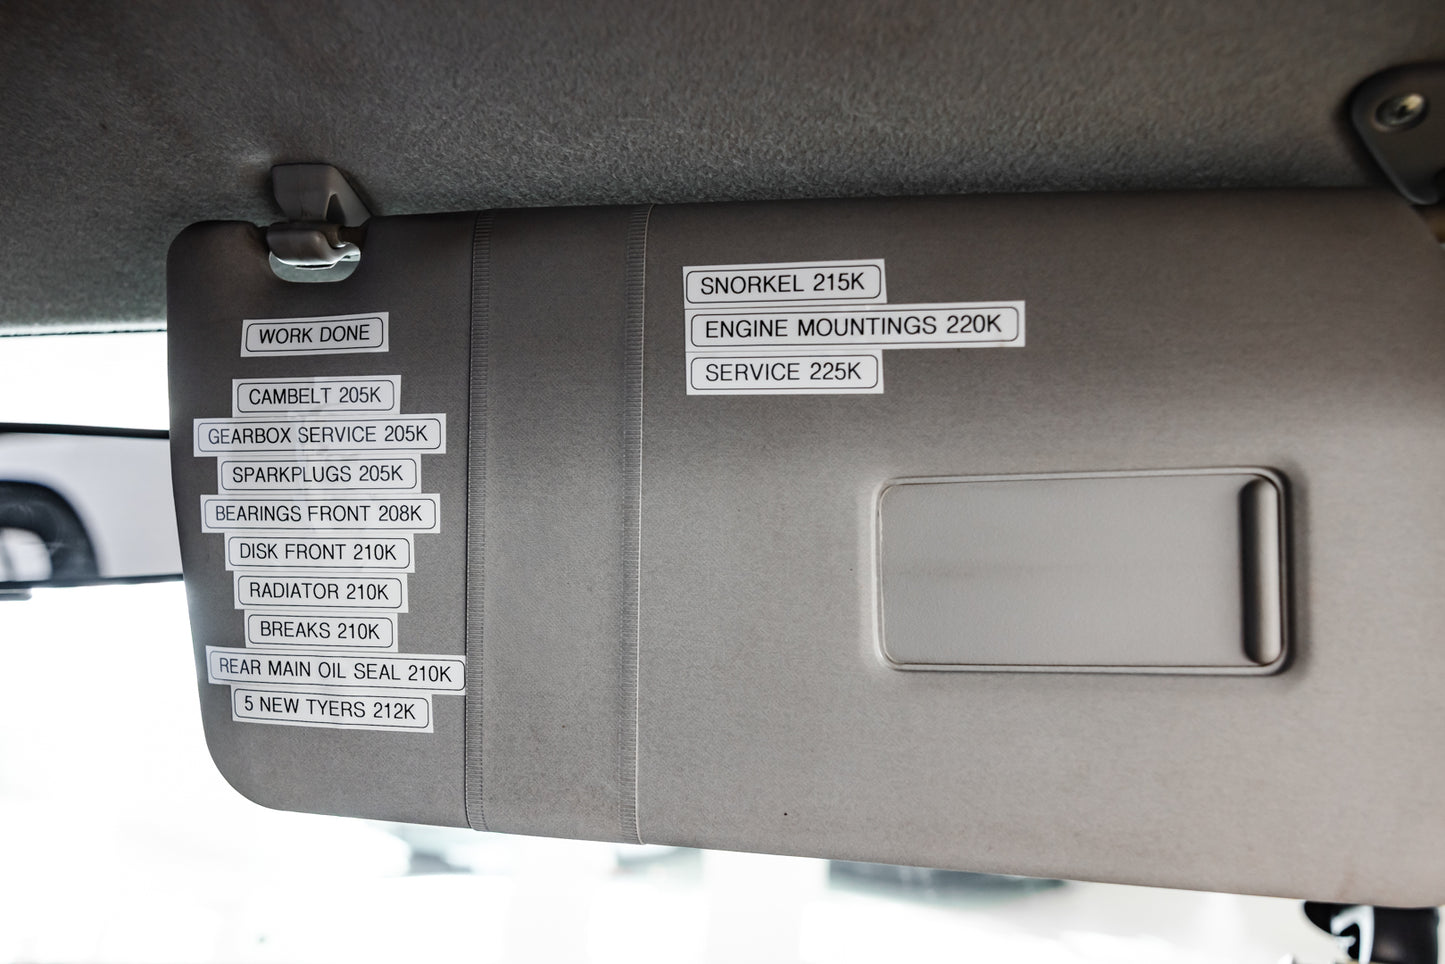 WORK DONE
CAMBELT 205K
GEARBOX SERVICE 205K
SPARKPLUGS 205K
BEARINGS FRONT 208K
DISK FRONT 210K
RADIATOR 210K
BREAKS 210K
REAR MAIN OIL SEAL 210K
5 NEW TYERS 212K
SNORKEL 215K
ENGINE MOUNTINGS 220K
SERVICE 225K